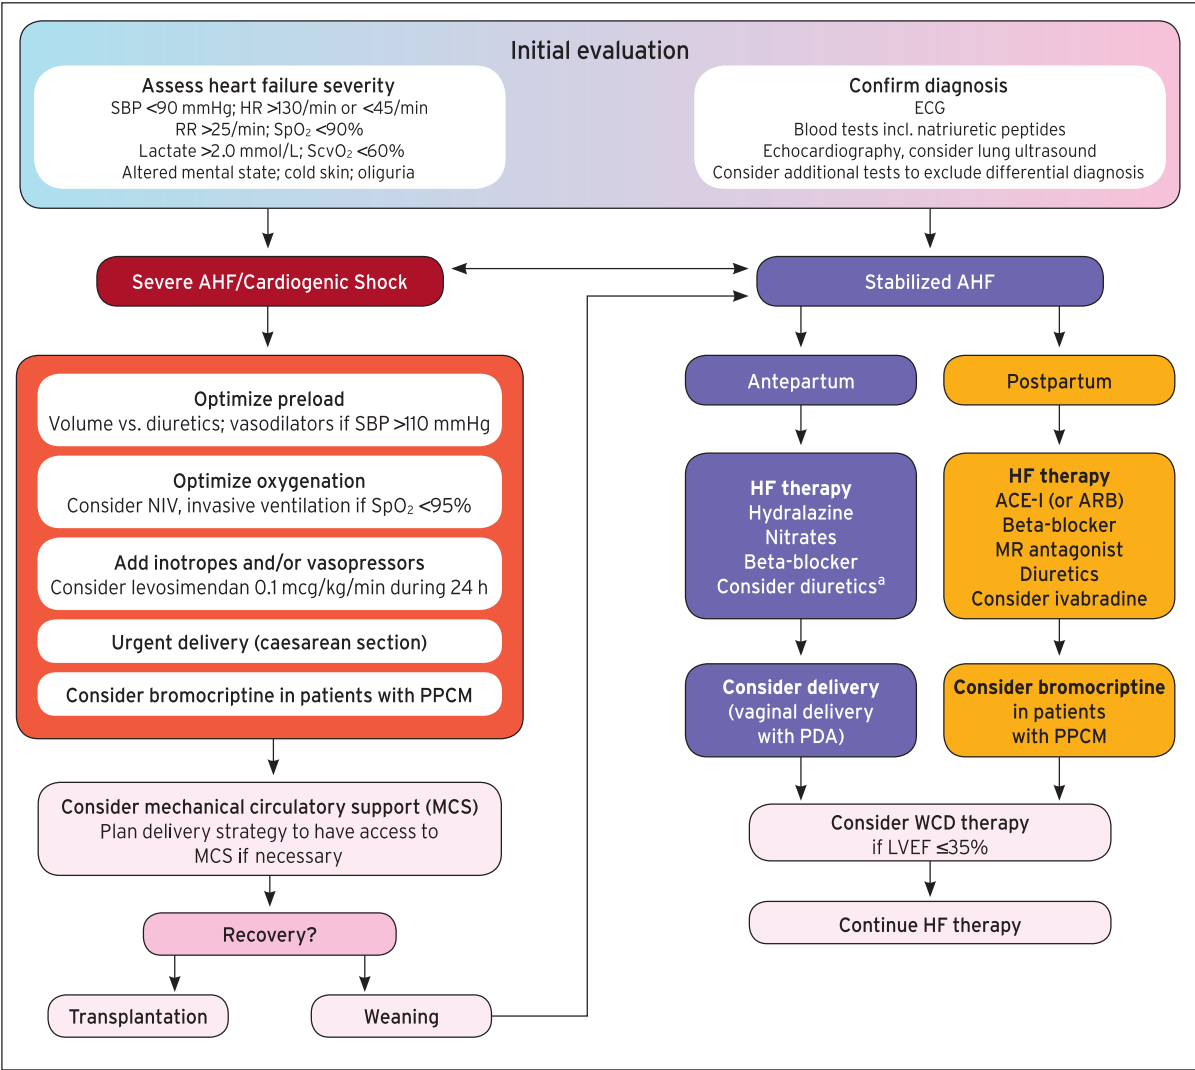 Initial evaluation
Assess heart failure severity
SBP <90 mmHg; HR >130/min or <45/min
RR >25/min; SpO₂ <90%
Lactate >2.0 mmol/L; ScvO₂ <60%
Altered mental state; cold skin; oliguria
Confirm diagnosis
ECG
Blood tests incl. natriuretic peptides
Echocardiography, consider lung ultrasound
Consider additional tests to exclude differential diagnosis
Severe AHF/Cardiogenic Shock
Stabilized AHF
Optimize preload
Volume vs. diuretics; vasodilators if SBP >110 mmHg
Optimize oxygenation
Consider NIV, invasive ventilation if SpO₂ <95%
Add inotropes and/or vasopressors
Consider levosimendan 0.1 mcg/kg/min during 24 h
Urgent delivery (caesarean section)
Consider bromocriptine in patients with PPCM
Consider mechanical circulatory support (MCS)
Plan delivery strategy to have access to
MCS if necessary
Recovery?
Transplantation
Weaning
Antepartum
HF therapy
Hydralazine
Nitrates
Beta-blocker
Consider diureticsᵃ
Consider delivery
(vaginal delivery
with PDA)
Postpartum
HF therapy
ACE-I (or ARB)
Beta-blocker
MR antagonist
Diuretics
Consider ivabradine
Consider bromocriptine
in patients
with PPCM
Consider WCD therapy
if LVEF ≤35%
Continue HF therapy